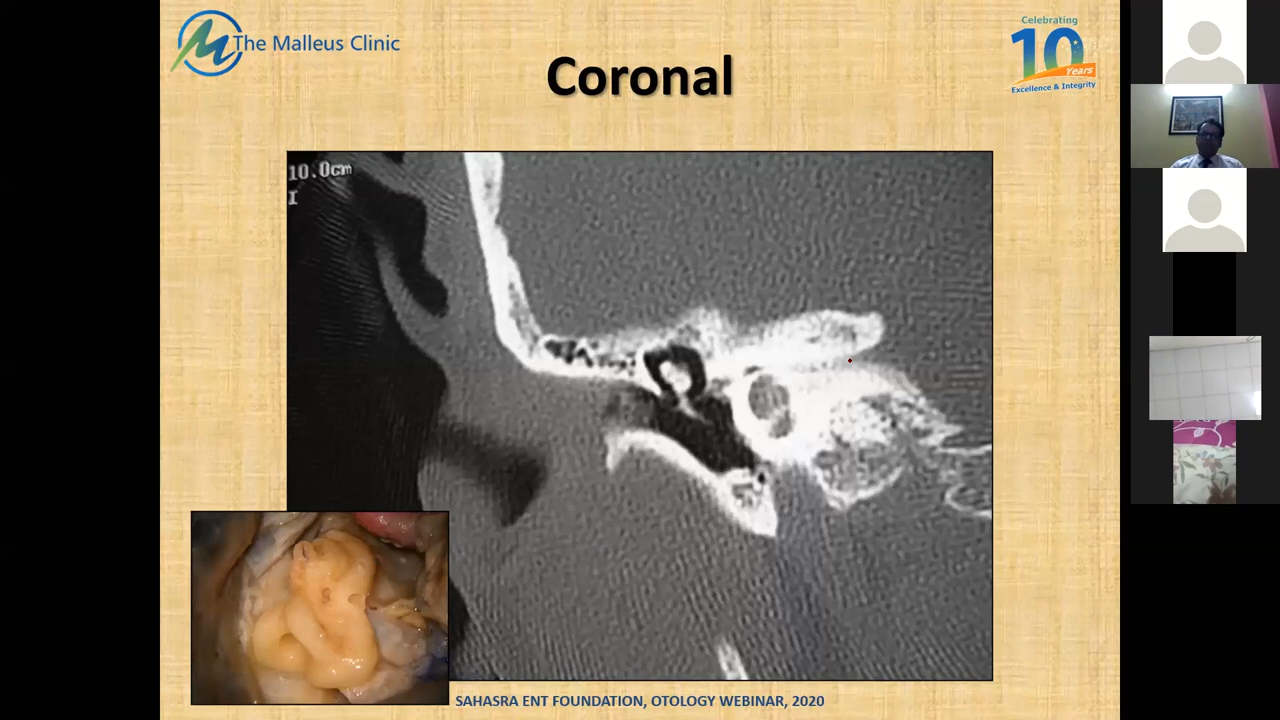 The Malleus Clinic
Coronal
Celebrating
10
Years
Excellence & Integrity
10.0cm
I
SAHASRA ENT FOUNDATION, OTOLOGY WEBINAR, 2020